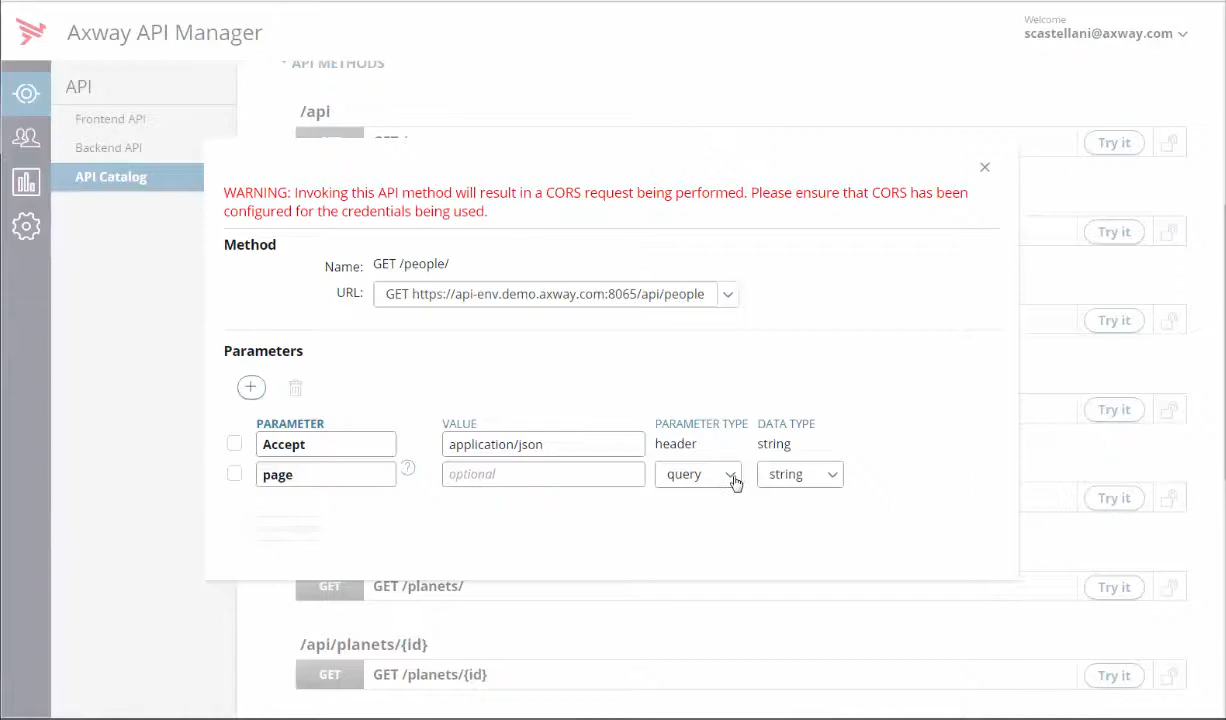 Axway API Manager
Welcome
scastellani@axway.com
API
Frontend API
Backend API
API Catalog
API METHODS
/api
Try it
WARNING: Invoking this API method will result in a CORS request being performed. Please ensure that CORS has been
configured for the credentials being used.
Try it
Method
Name: GET /people/
URL: GET https://api-env.demo.axway.com:8065/api/people
Try it
Parameters
+
PARAMETER VALUE PARAMETER TYPE DATA TYPE
Try it
Accept application/json header string
page ? optional query string
Try it
GET GET /planets/ Try it
/api/planets/{id}
GET GET /planets/{id} Try it